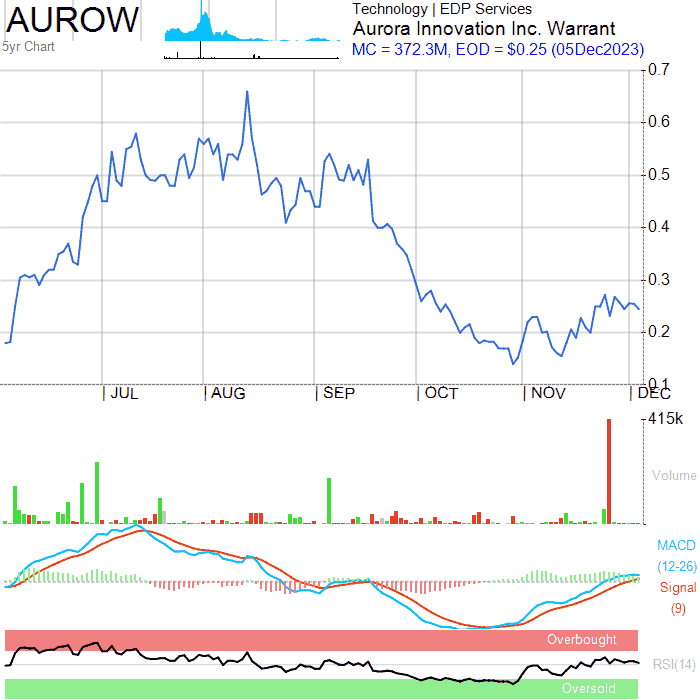 AUROW
5yr Chart
Technology | EDP Services
Aurora Innovation Inc. Warrant
MC = 372.3M, EOD = $0.25 (05Dec2023)
0.7
0.6
0.5
0.4
0.3
0.2
0.1
| JUL | AUG | SEP | OCT | NOV | DEC
415k
Volume
MACD
(12-26)
Signal
(9)
Overbought
RSI(14)
Oversold